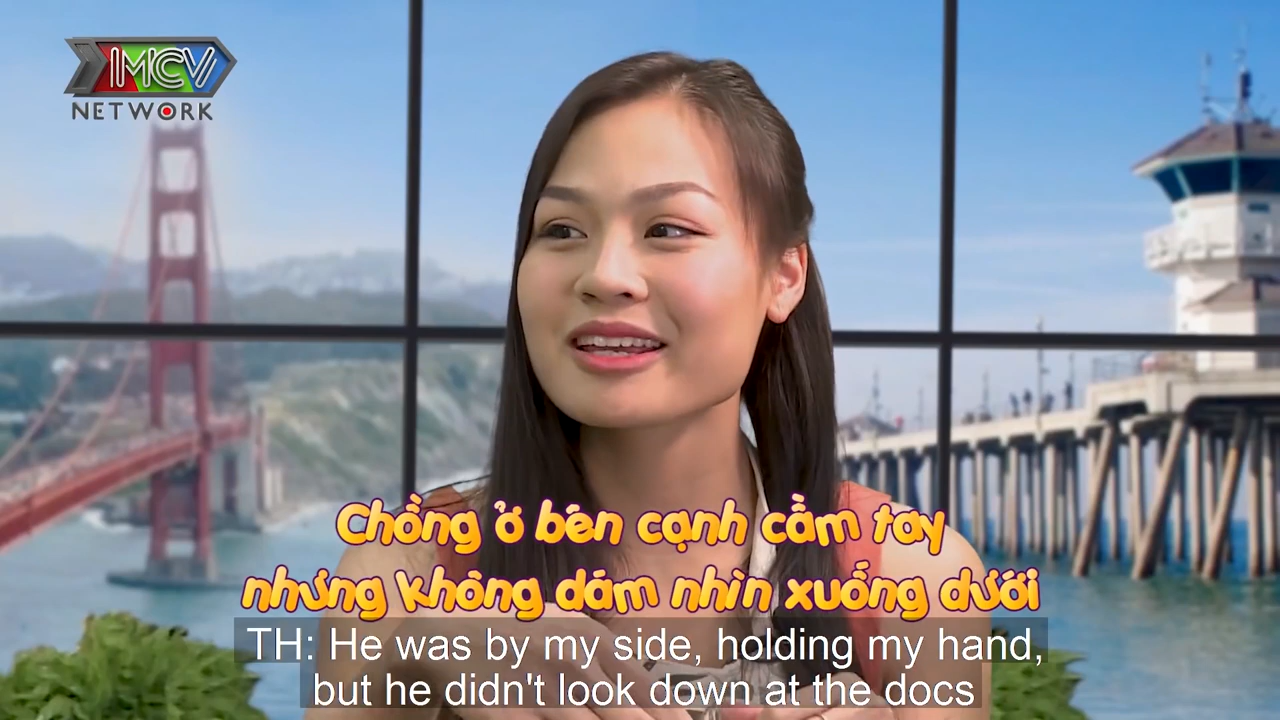 MCV
NETWORK
Chồng ở bên cạnh cầm tay
nhưng không dám nhìn xuống dưới
TH: He was by my side, holding my hand,
but he didn't look down at the docs